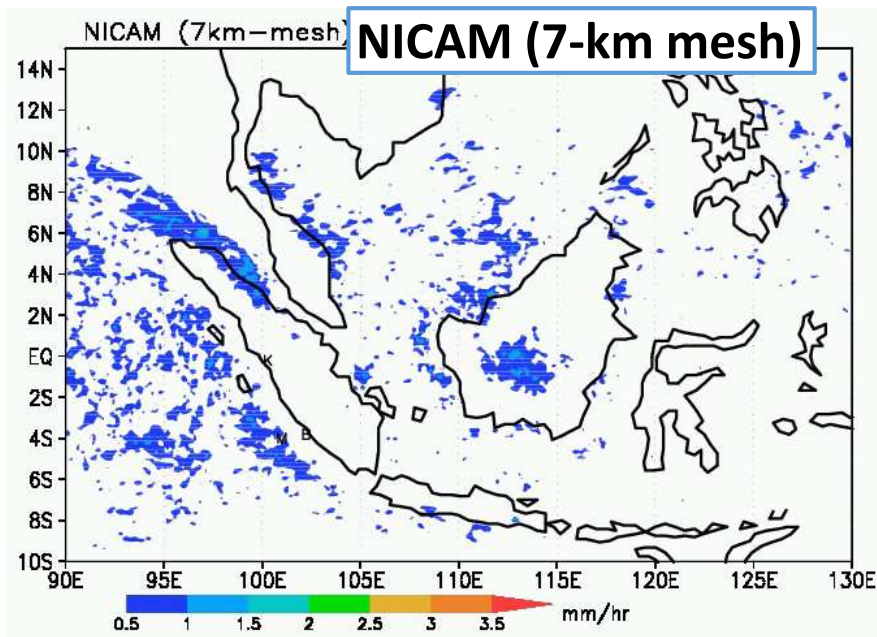 NICAM (7km-mesh)
NICAM (7-km mesh)
14N
12N
10N
8N
6N
4N
2N
EQ
K
2S
4S
M B
6S
8S
10S
90E 95E 100E 105E 110E 115E 120E 125E 130E
0.5 1 1.5 2 2.5 3 3.5 mm/hr